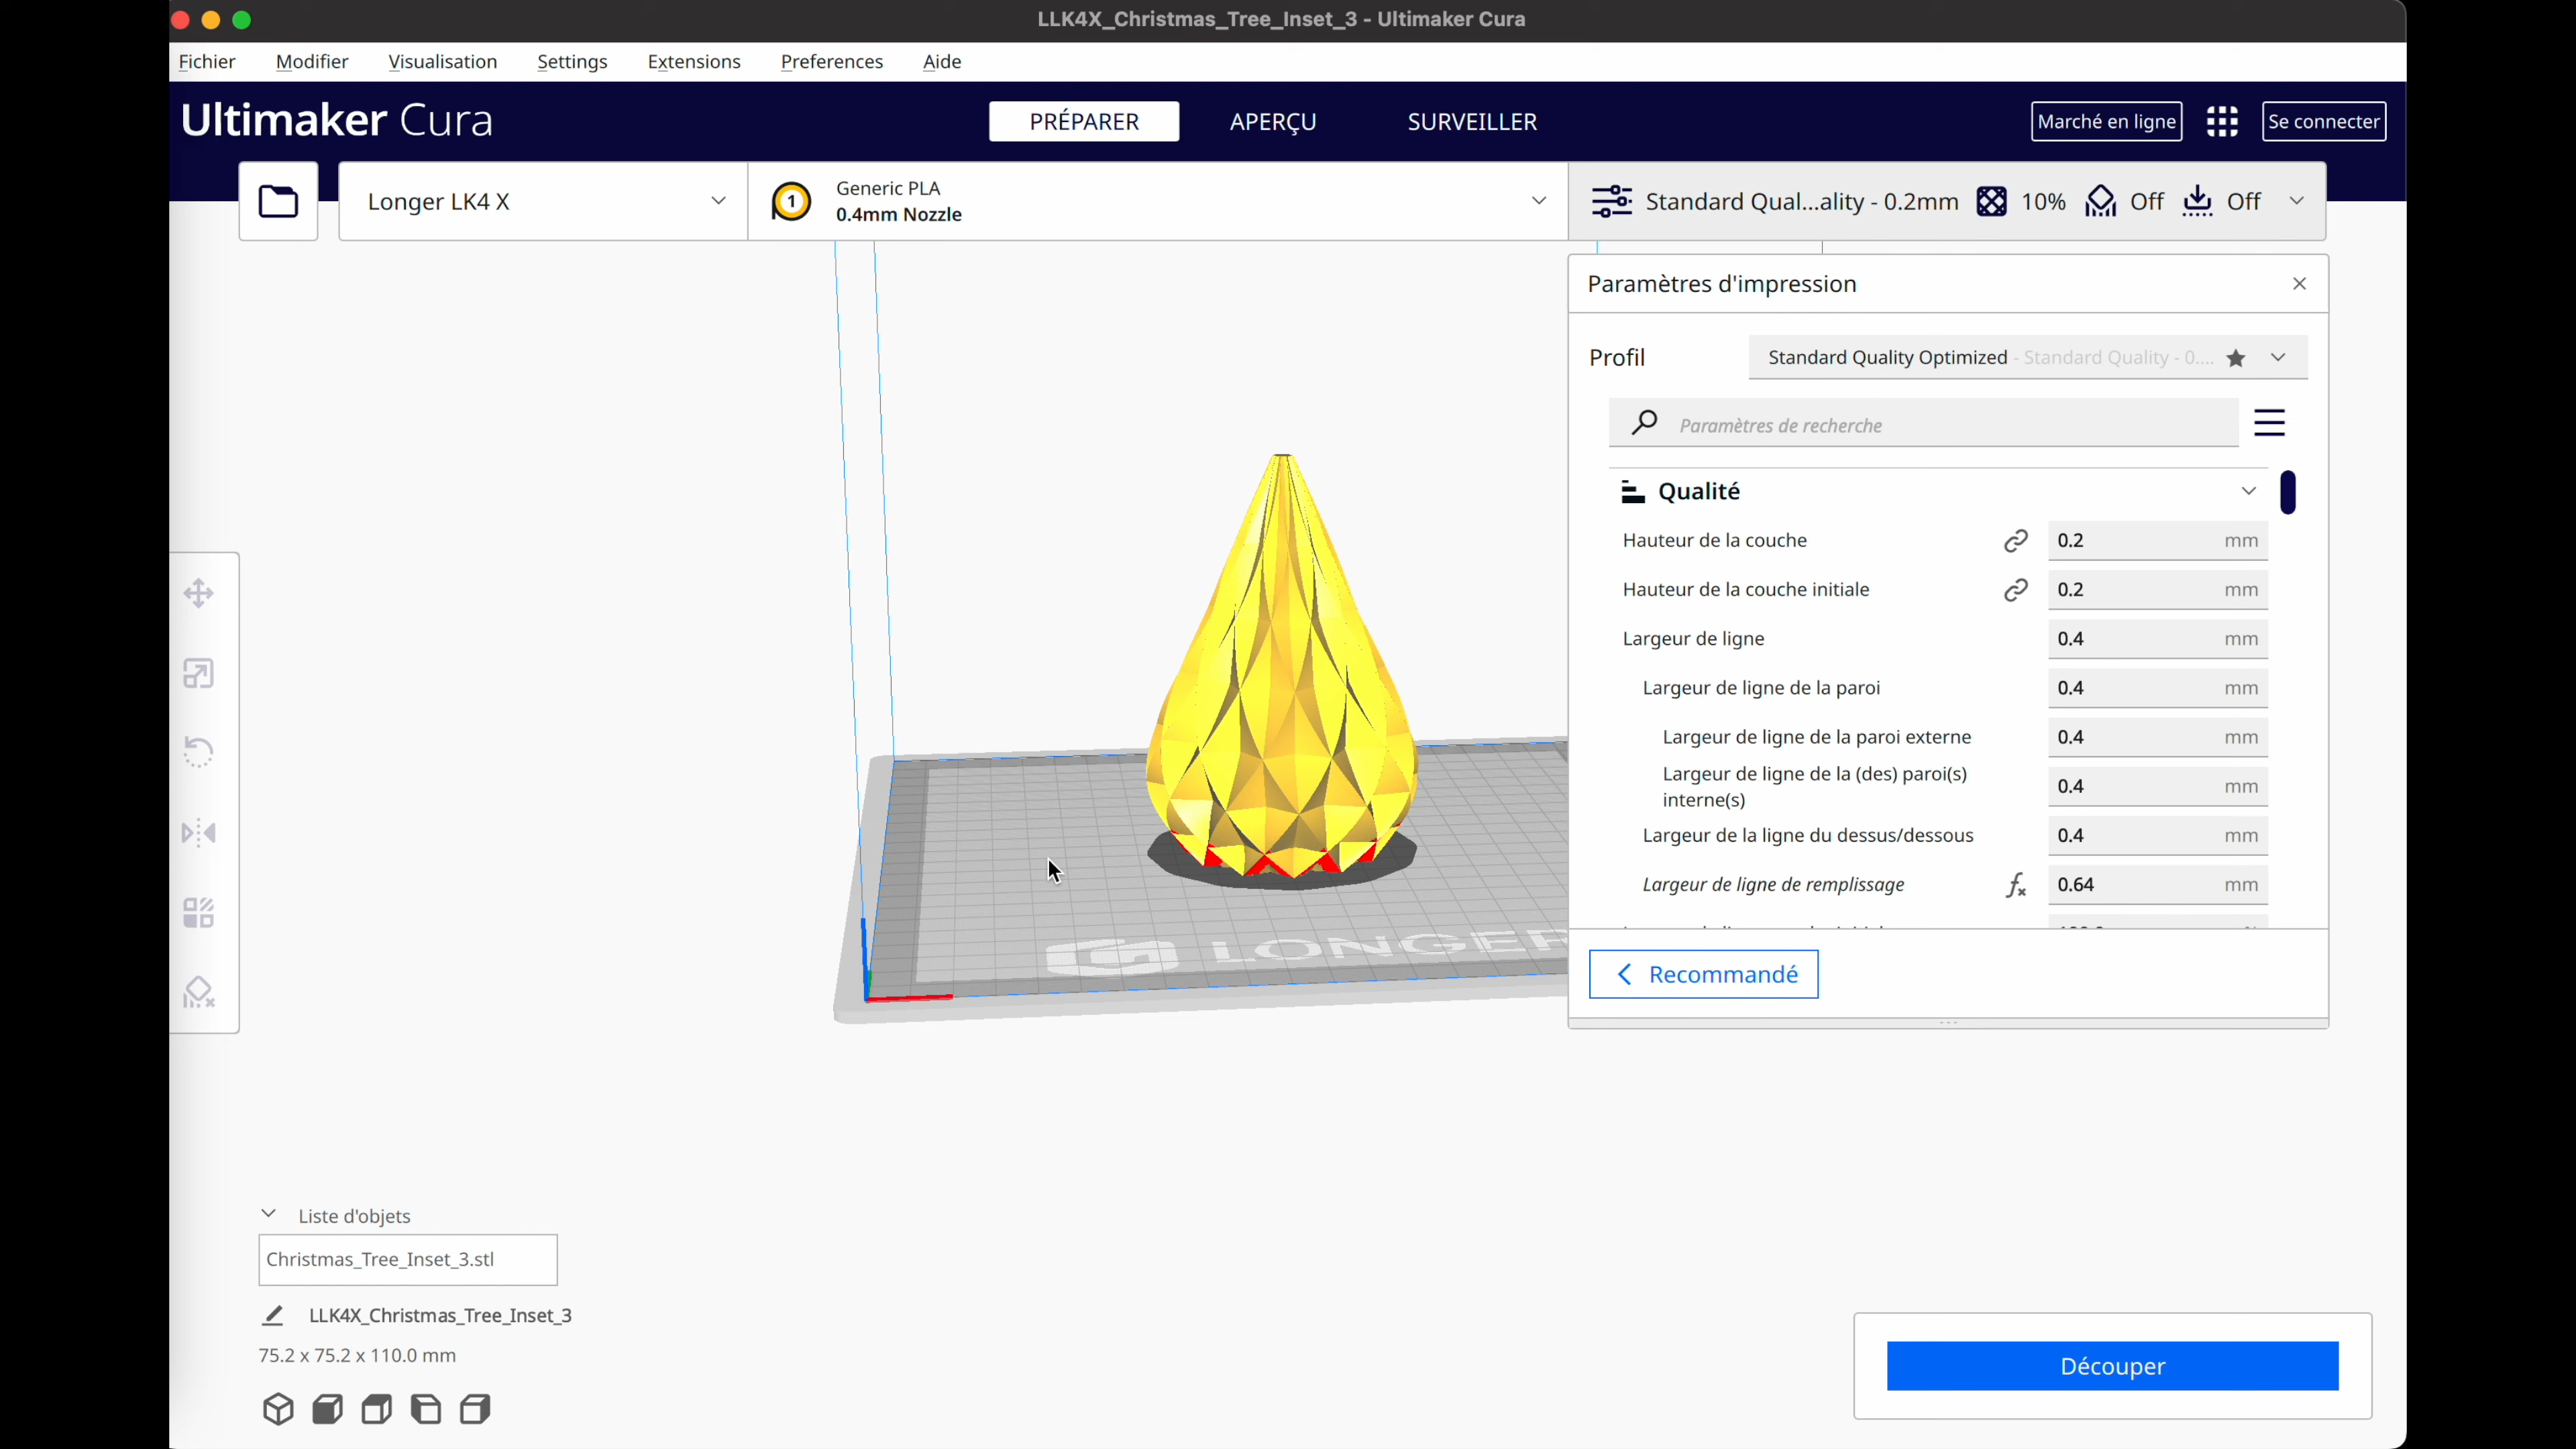 LLK4X_Christmas_Tree_Inset_3 - Ultimaker Cura
Fichier Modifier Visualisation Settings Extensions Preferences Aide
Ultimaker Cura
PRÉPARER APERÇU SURVEILLER
Marché en ligne
Se connecter
Longer LK4 X
1
Generic PLA
0.4mm Nozzle
Standard Qual...ality - 0.2mm 10% Off Off
Paramètres d'impression
Profil
Standard Quality Optimized - Standard Quality - 0....
Paramètres de recherche
Qualité
Hauteur de la couche 0.2 mm
Hauteur de la couche initiale 0.2 mm
Largeur de ligne 0.4 mm
Largeur de ligne de la paroi 0.4 mm
Largeur de ligne de la paroi externe 0.4 mm
Largeur de ligne de la (des) paroi(s)
interne(s) 0.4 mm
Largeur de la ligne du dessus/dessous 0.4 mm
Largeur de ligne de remplissage 0.64 mm
Recommandé
LONGER
Liste d'objets
Christmas_Tree_Inset_3.stl
LLK4X_Christmas_Tree_Inset_3
75.2 x 75.2 x 110.0 mm
Découper